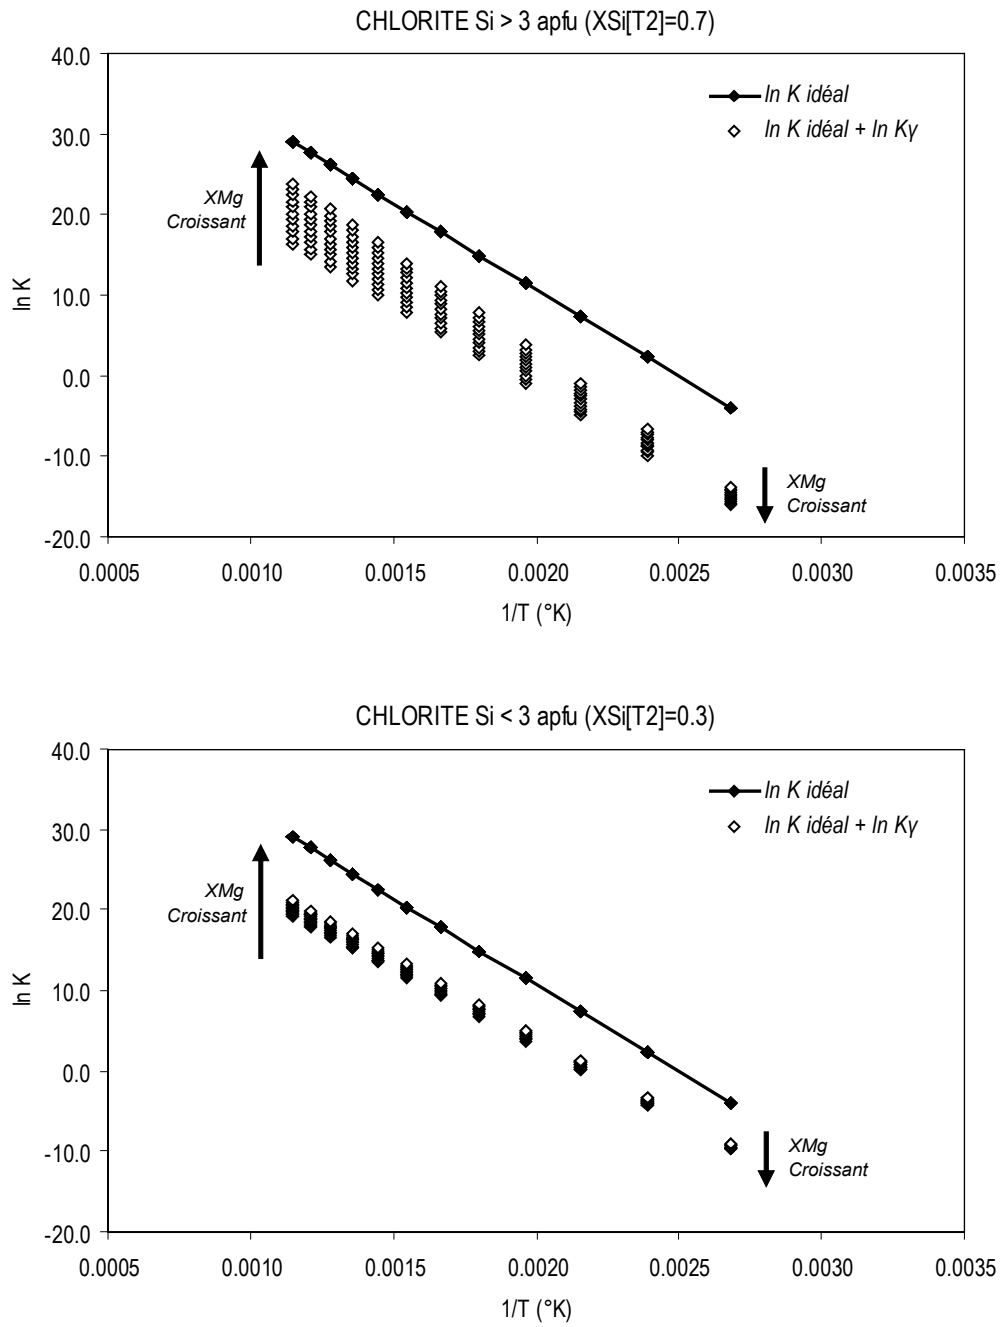 CHLORITE Si > 3 apfu (XSi[T2]=0.7)
40.0
30.0
20.0
10.0
0.0
-10.0
-20.0
ln K
ln K idéal
ln K idéal + ln Kγ
XMg
Croissant
XMg
Croissant
0.0005 0.0010 0.0015 0.0020 0.0025 0.0030 0.0035
1/T (°K)
CHLORITE Si < 3 apfu (XSi[T2]=0.3)
40.0
30.0
20.0
10.0
0.0
-10.0
-20.0
ln K
ln K idéal
ln K idéal + ln Kγ
XMg
Croissant
XMg
Croissant
0.0005 0.0010 0.0015 0.0020 0.0025 0.0030 0.0035
1/T (°K)